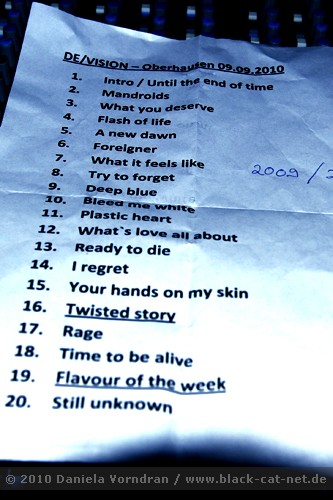 DE/VISION – Oberhausen 09.09.2010
1. Intro / Until the end of time
2. Mandroids
3. What you deserve
4. Flash of life
5. A new dawn
6. Foreigner
7. What it feels like
8. Try to forget
9. Deep blue
10. Bleed me white
11. Plastic heart
12. What`s love all about
13. Ready to die
14. I regret
15. Your hands on my skin
16. Twisted story
17. Rage
18. Time to be alive
19. Flavour of the week
20. Still unknown
2009 /
© 2010 Daniela Vorndran / www.black-cat-net.de